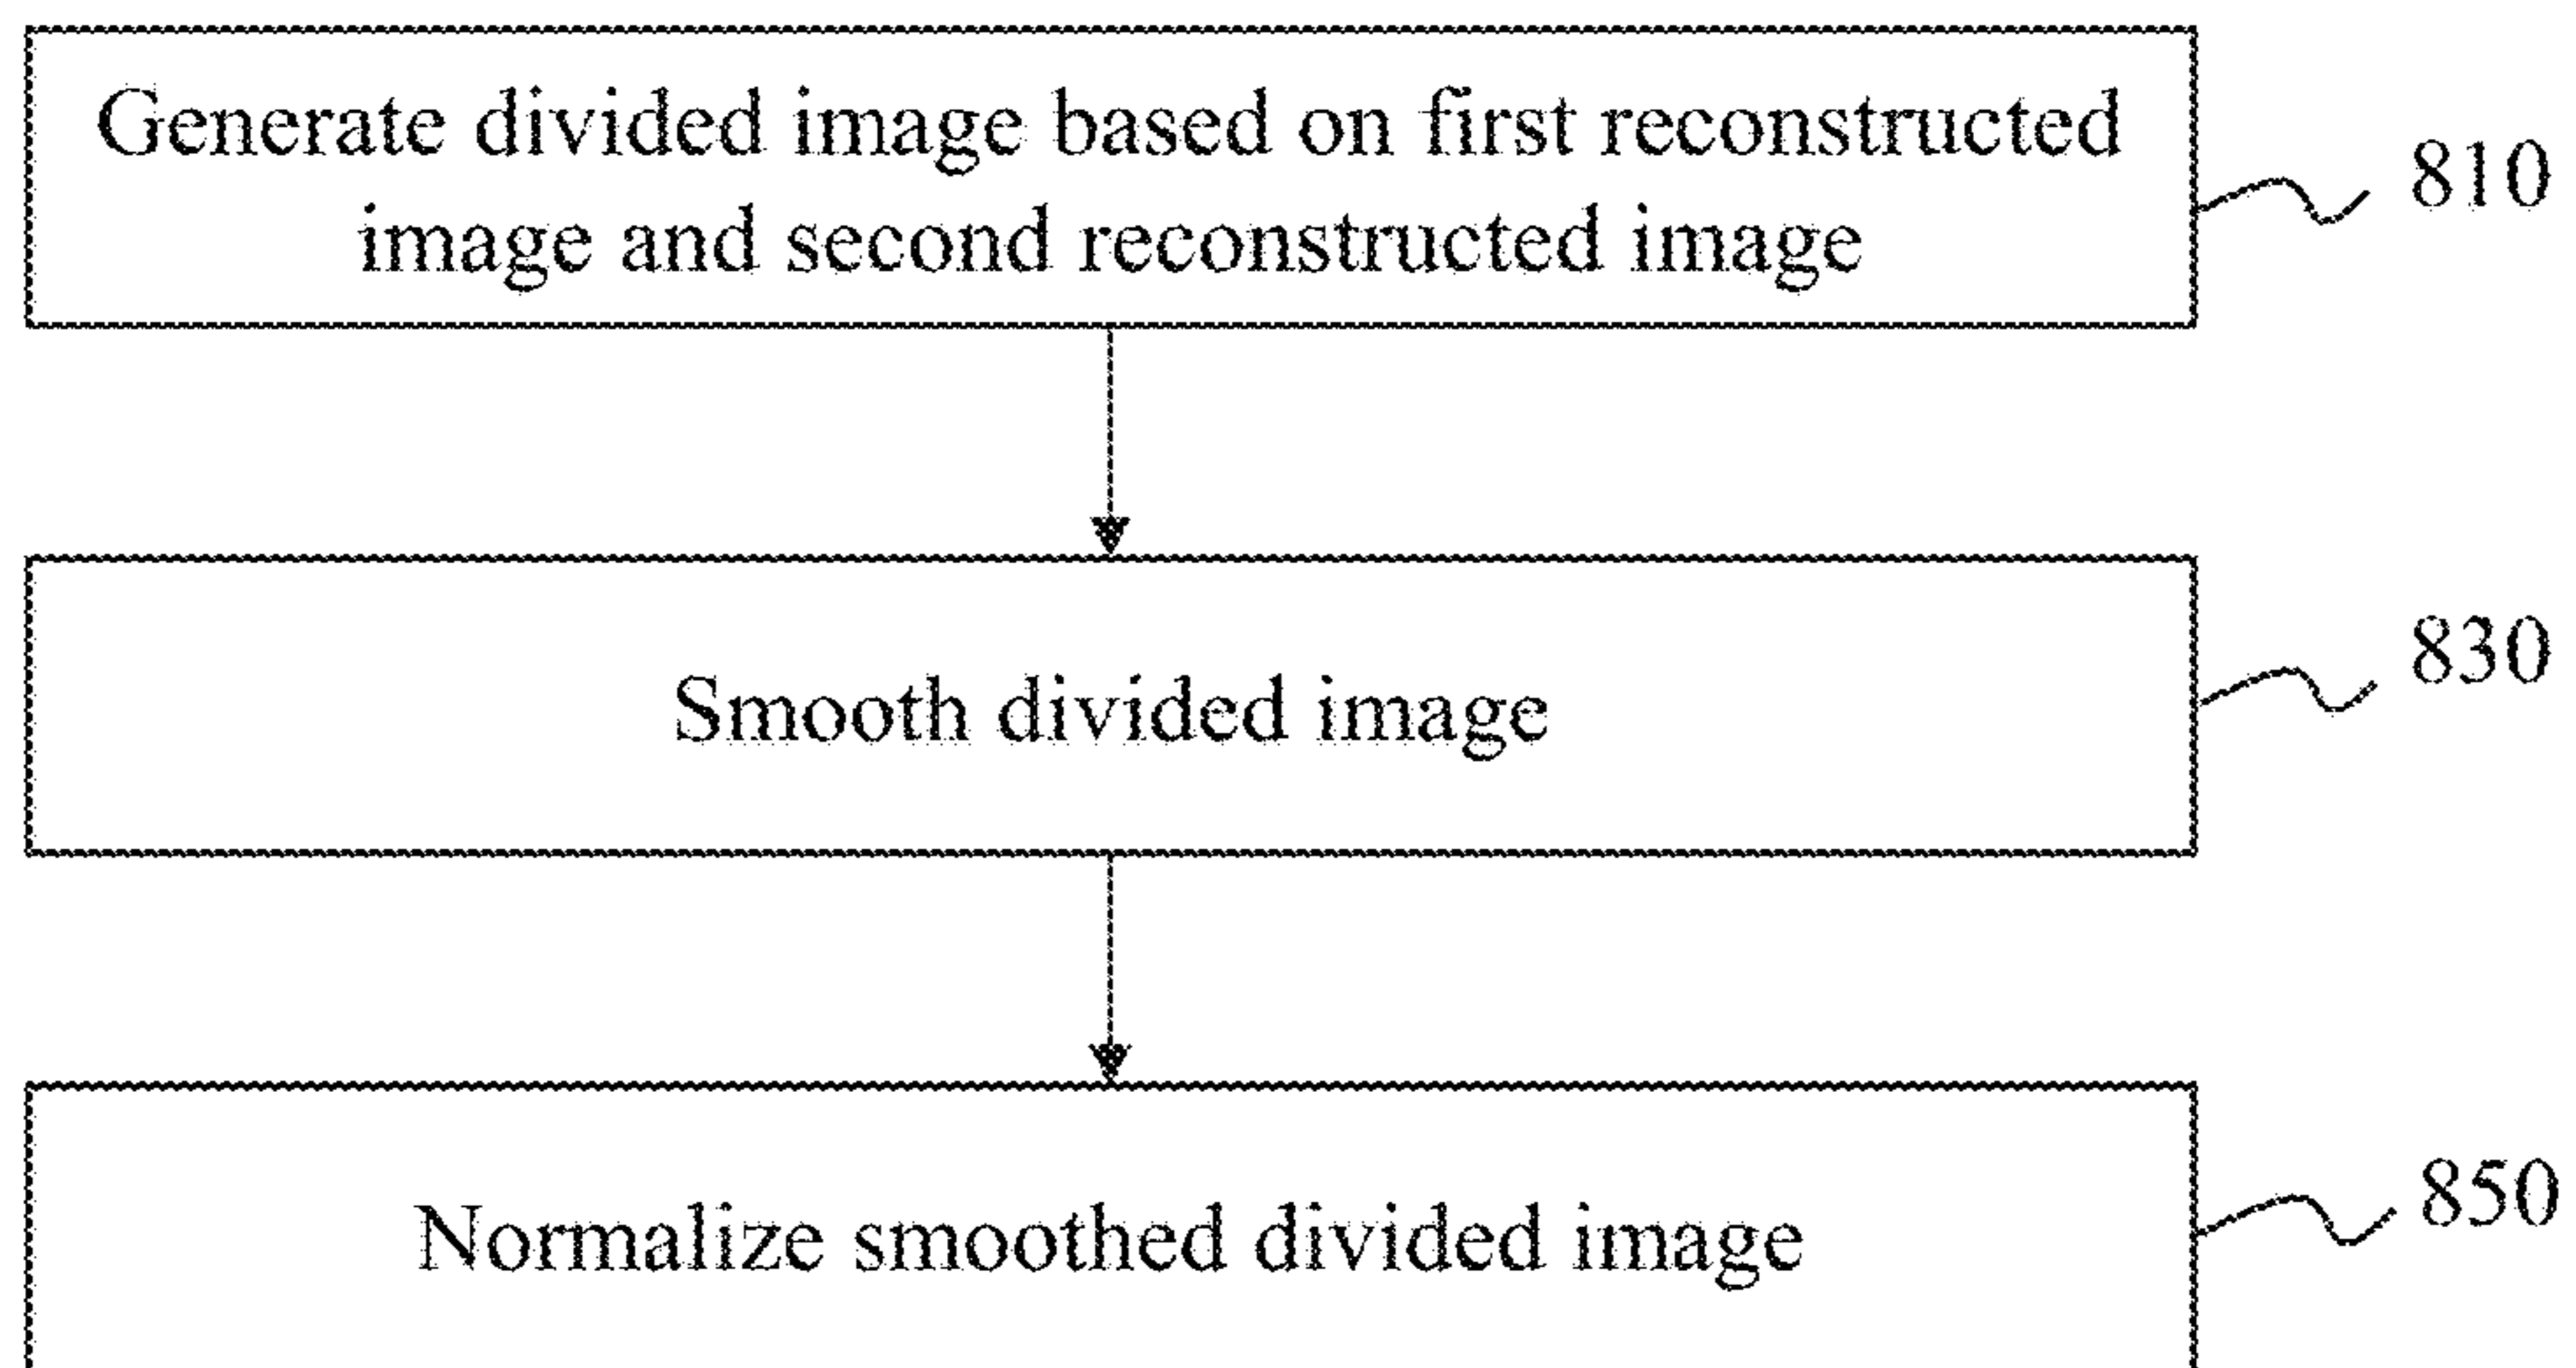 Generate divided image based on first reconstructed
image and second reconstructed image
810
Smooth divided image
830
Normalize smoothed divided image
850